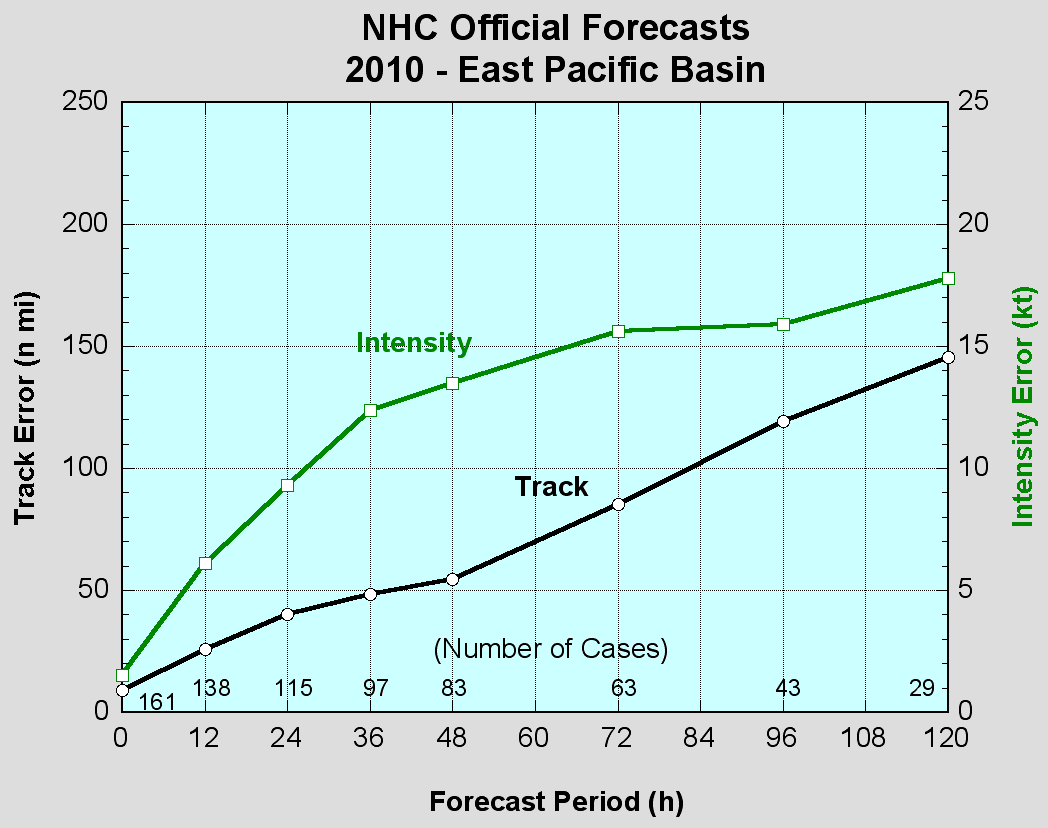 NHC Official Forecasts
2010 - East Pacific Basin
250 25
200 20
150 15
100 10
50 5
0 0
Track Error (n mi)
Intensity Error (kt)
Intensity
Track
(Number of Cases)
161 138 115 97 83 63 43 29
0 12 24 36 48 60 72 84 96 108 120
Forecast Period (h)